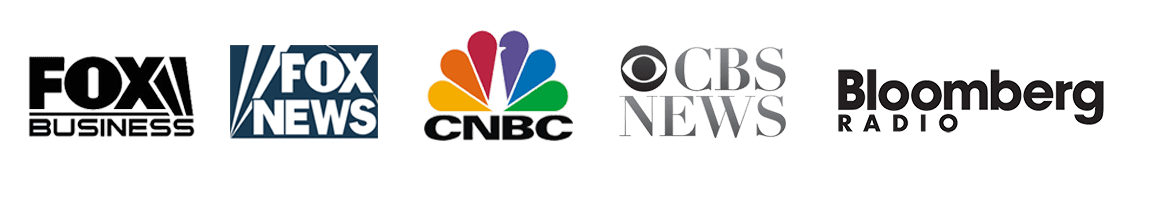 FOX
BUSINESS
FOX
NEWS
CNBC
CBS
NEWS
Bloomberg
RADIO